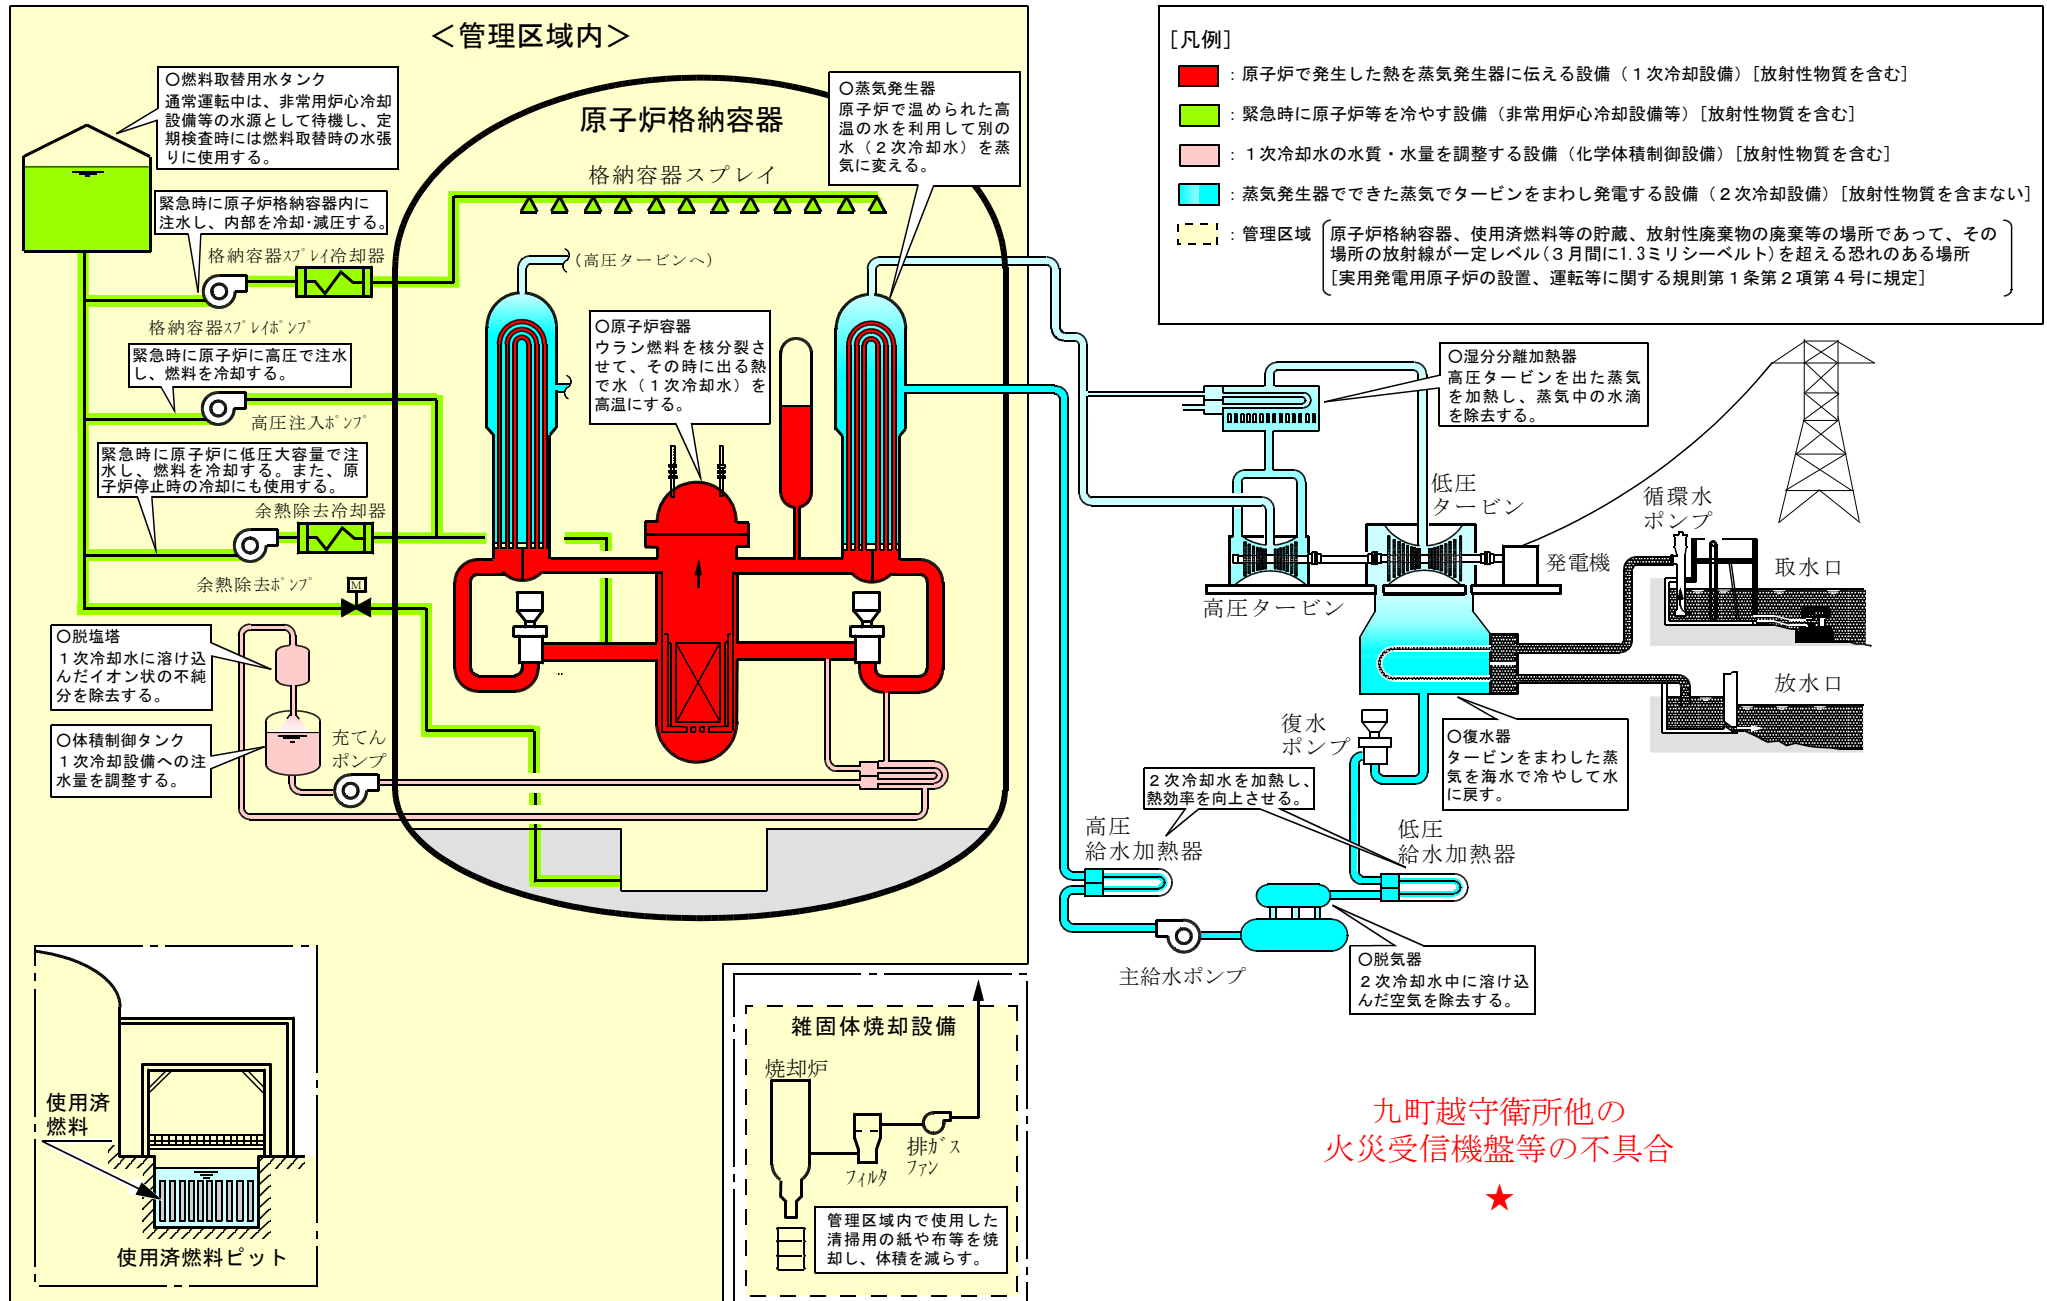 ＜管理区域内＞
○燃料取替用水タンク
通常運転中は、非常用炉心冷却
設備等の水源として待機し、定
期検査時には燃料取替時の水張
りに使用する。
緊急時に原子炉格納容器内に
注水し、内部を冷却･減圧する。
格納容器ｽﾌﾟﾚｲ冷却器
格納容器ｽﾌﾟﾚｲﾎﾟﾝﾌﾟ
緊急時に原子炉に高圧で注水
し、燃料を冷却する。
高圧注入ﾎﾟﾝﾌﾟ
緊急時に原子炉に低圧大容量で注
水し、燃料を冷却する。また、原
子炉停止時の冷却にも使用する。
余熱除去冷却器
余熱除去ﾎﾟﾝﾌﾟ
M
○脱塩塔
１次冷却水に溶け込
んだイオン状の不純
分を除去する。
○体積制御タンク
１次冷却設備への注
水量を調整する。
充てん
ポンプ
原子炉格納容器
格納容器スプレイ
(高圧タービンへ)
○蒸気発生器
原子炉で温められた高
温の水を利用して別の
水（２次冷却水）を蒸
気に変える。
○原子炉容器
ウラン燃料を核分裂さ
せて、その時に出る熱
で水（１次冷却水）を
高温にする。
[凡例]
：原子炉で発生した熱を蒸気発生器に伝える設備（１次冷却設備）[放射性物質を含む]
：緊急時に原子炉等を冷やす設備（非常用炉心冷却設備等）[放射性物質を含む]
：１次冷却水の水質・水量を調整する設備（化学体積制御設備）[放射性物質を含む]
：蒸気発生器でできた蒸気でタービンをまわし発電する設備（２次冷却設備）[放射性物質を含まない]
：管理区域
原子炉格納容器、使用済燃料等の貯蔵、放射性廃棄物の廃棄等の場所であって、その
場所の放射線が一定レベル(３月間に1.3ミリシーベルト)を超える恐れのある場所
[実用発電用原子炉の設置、運転等に関する規則第１条第２項第４号に規定]
○湿分分離加熱器
高圧タービンを出た蒸気
を加熱し、蒸気中の水滴
を除去する。
低圧
タービン
高圧タービン
発電機
循環水
ポンプ
取水口
放水口
復水
ポンプ
○復水器
タービンをまわした蒸
気を海水で冷やして水
に戻す。
２次冷却水を加熱し、
熱効率を向上させる。
高圧
給水加熱器
低圧
給水加熱器
主給水ポンプ
○脱気器
２次冷却水中に溶け込
んだ空気を除去する。
使用済
燃料
使用済燃料ピット
雑固体焼却設備
焼却炉
フィルタ
排ｶﾞｽ
ファン
管理区域内で使用した
清掃用の紙や布等を焼
却し、体積を減らす。
九町越守衛所他の
火災受信機盤等の不具合
★